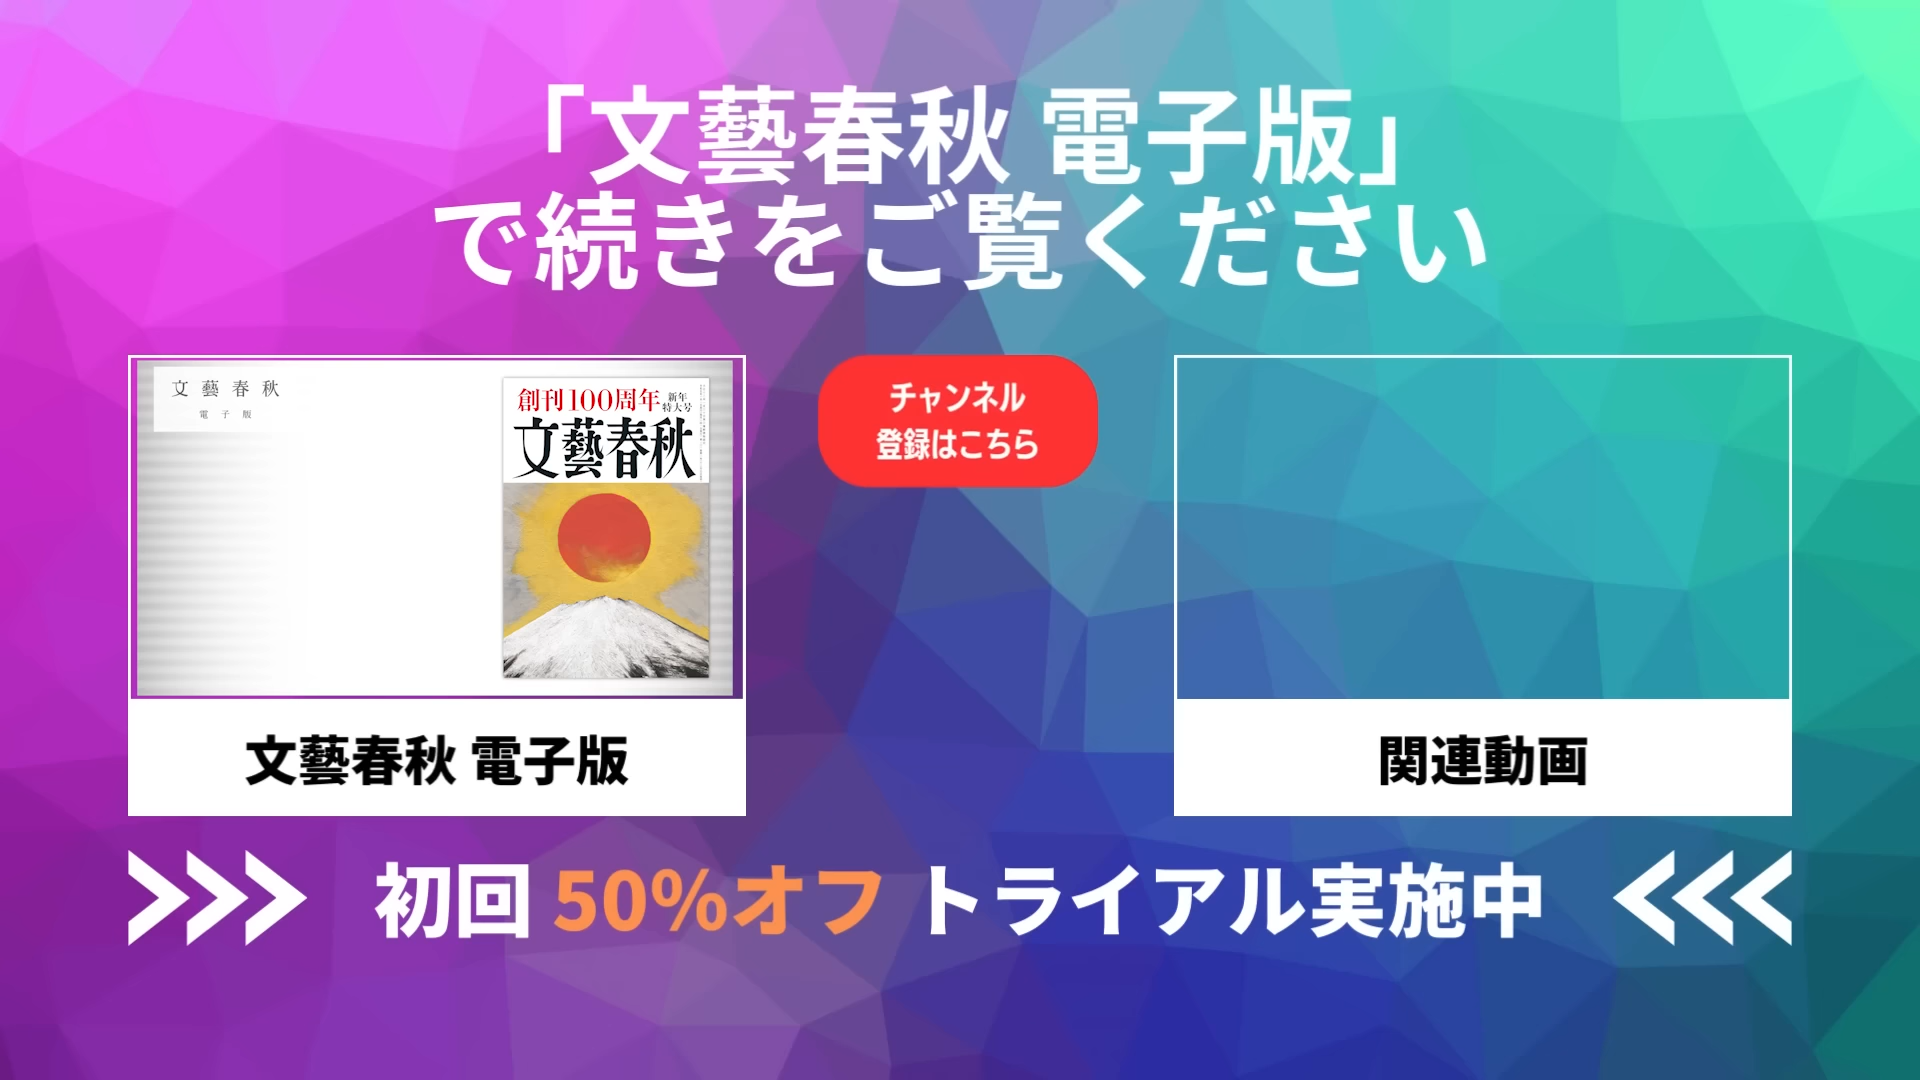 「文藝春秋 電子版」
で続きをご覧ください
文藝春秋
電子版
創刊100周年
新年
特大号
文藝春秋
チャンネル
登録はこちら
文藝春秋 電子版
関連動画
初回 50%オフ トライアル実施中